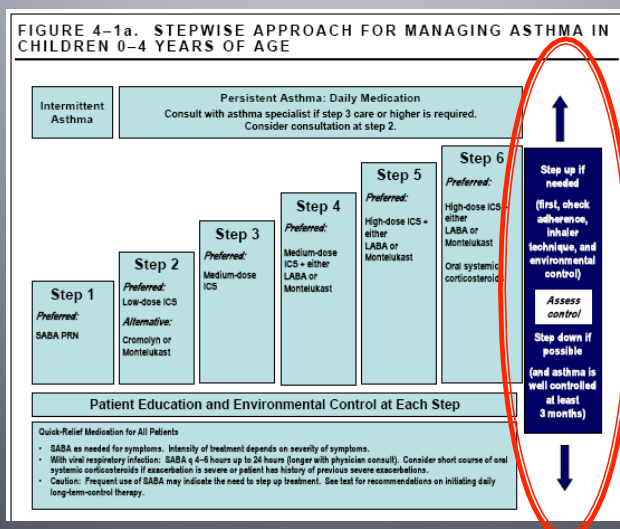 FIGURE 4–1a. STEPWISE APPROACH FOR MANAGING ASTHMA IN
CHILDREN 0–4 YEARS OF AGE
Intermittent
Asthma
Persistent Asthma: Daily Medication
Consult with asthma specialist if step 3 care or higher is required.
Consider consultation at step 2.
Step 1
Preferred:
SABA PRN
Step 2
Preferred:
Low-dose ICS
Alternative:
Cromolyn or
Montelukast
Step 3
Preferred:
Medium-dose
ICS
Step 4
Preferred:
Medium-dose
ICS + either
LABA or
Montelukast
Step 5
Preferred:
High-dose ICS +
either
LABA or
Montelukast
Step 6
Preferred:
High-dose ICS +
either
LABA or
Montelukast
Oral systemic
corticosteroids
Step up if
needed
(first, check
adherence,
inhaler
technique, and
environmental
control)
Assess
control
Step down if
possible
(and asthma is
well controlled
at least
3 months)
Patient Education and Environmental Control at Each Step
Quick-Relief Medication for All Patients
• SABA as needed for symptoms. Intensity of treatment depends on severity of symptoms.
• With viral respiratory infection: SABA q 4–6 hours up to 24 hours (longer with physician consult). Consider short course of oral
systemic corticosteroids if exacerbation is severe or patient has history of previous severe exacerbations.
• Caution: Frequent use of SABA may indicate the need to step up treatment. See text for recommendations on initiating daily
long-term-control therapy.